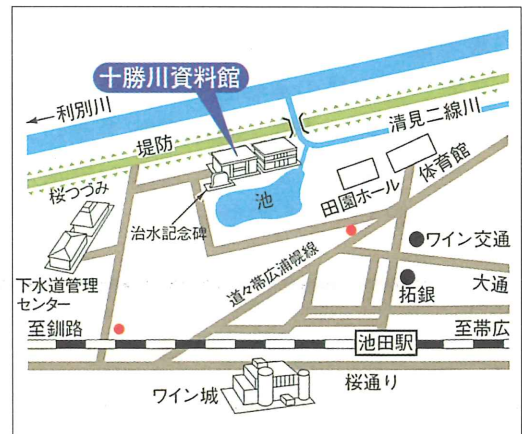 十勝川資料館
←利別川
堤防
清見二線川
桜づつみ
治水記念碑
池
田園ホール
体育館
下水道管理
センター
道々帯広浦幌線
ワイン交通
拓銀
大通
至釧路
池田駅
至帯広
ワイン城
桜通り